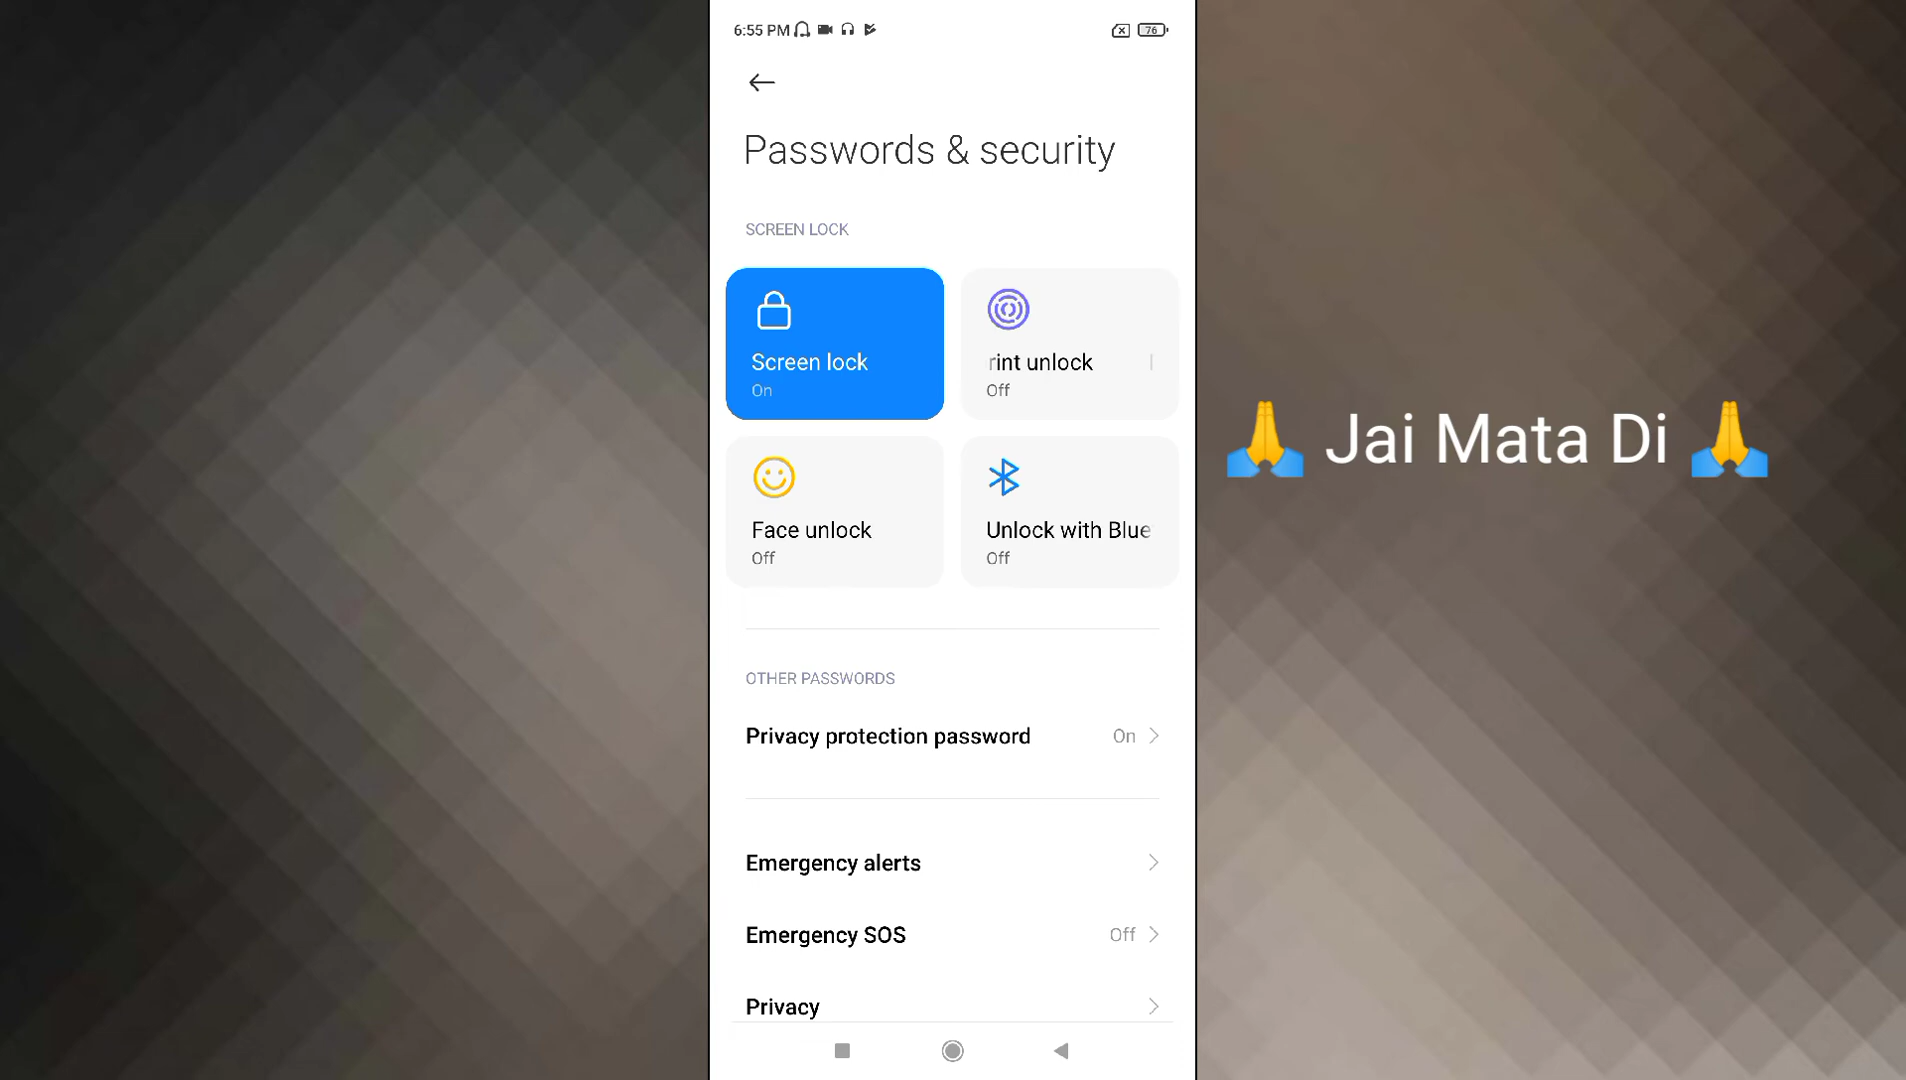 6:55 PM
76
Passwords & security
SCREEN LOCK
Screen lock
On
rint unlock
Off
Face unlock
Off
Unlock with Blue
Off
OTHER PASSWORDS
Privacy protection password On
Emergency alerts
Emergency SOS Off
Privacy
🙏 Jai Mata Di 🙏